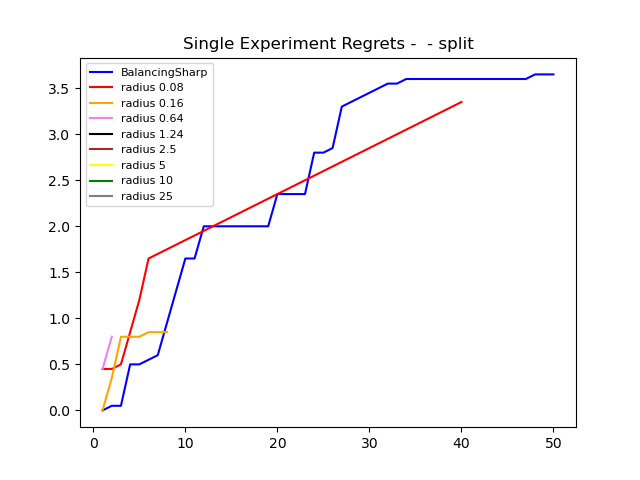 Single Experiment Regrets -  - split
BalancingSharp
radius 0.08
radius 0.16
radius 0.64
radius 1.24
radius 2.5
radius 5
radius 10
radius 25
3.5
3.0
2.5
2.0
1.5
1.0
0.5
0.0
0 10 20 30 40 50